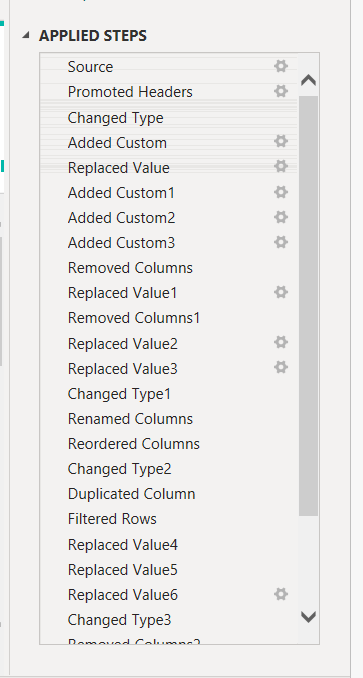 APPLIED STEPS
Source
Promoted Headers
Changed Type
Added Custom
Replaced Value
Added Custom1
Added Custom2
Added Custom3
Removed Columns
Replaced Value1
Removed Columns1
Replaced Value2
Replaced Value3
Changed Type1
Renamed Columns
Reordered Columns
Changed Type2
Duplicated Column
Filtered Rows
Replaced Value4
Replaced Value5
Replaced Value6
Changed Type3
Removed Columns2